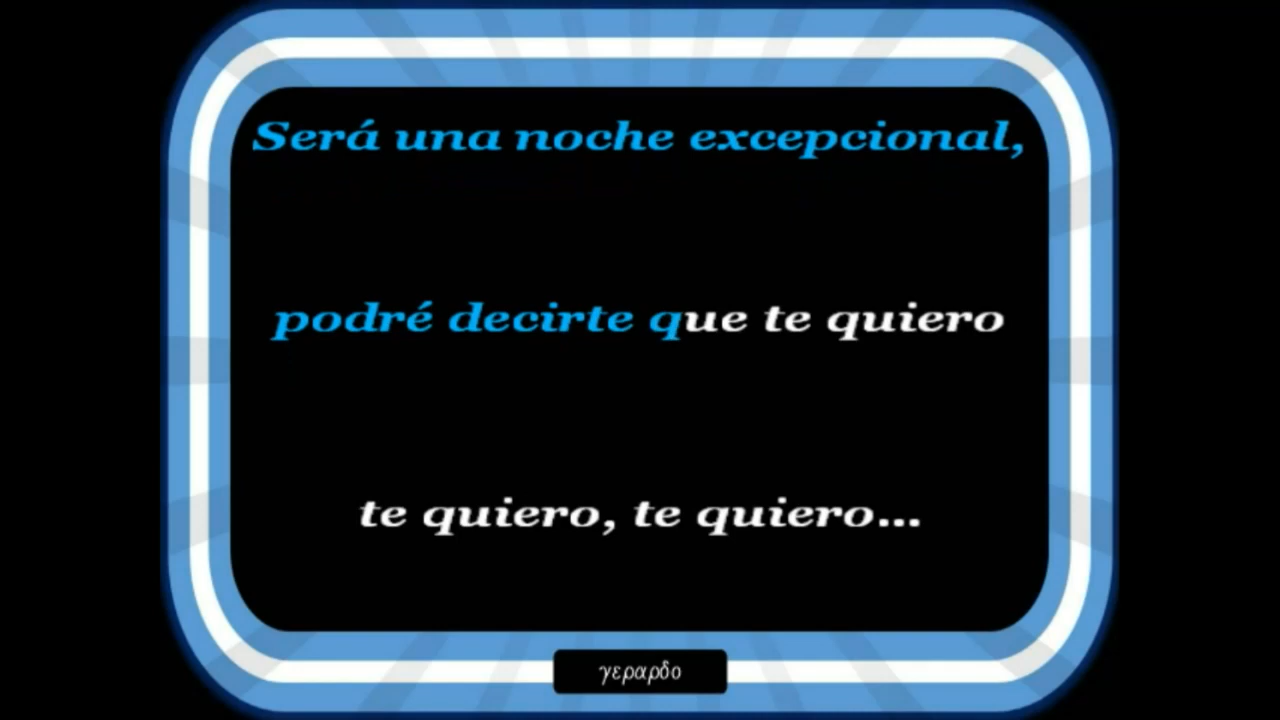 Será una noche excepcional,
podré decirte que te quiero
te quiero, te quiero...
γεραρδο